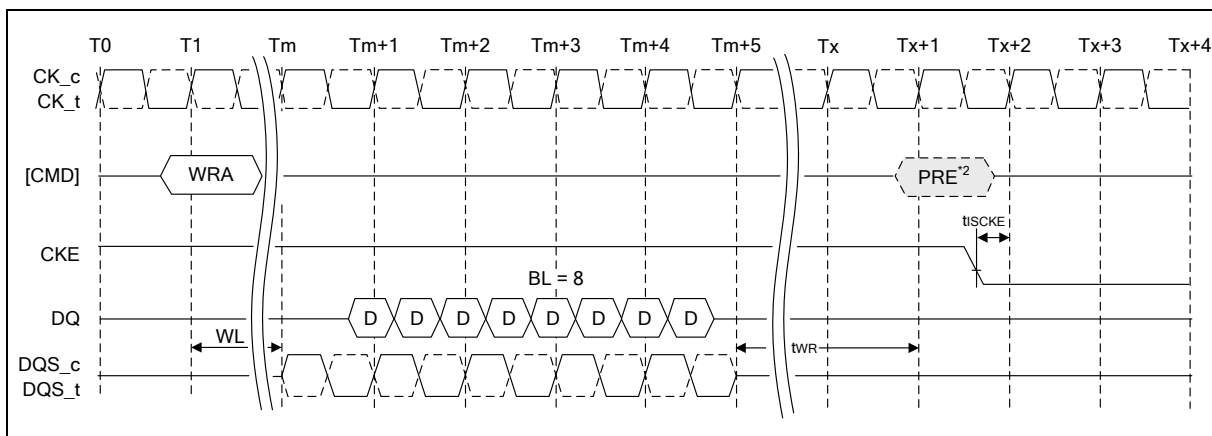 T0 T1 Tm Tm+1 Tm+2 Tm+3 Tm+4 Tm+5 Tx Tx+1 Tx+2 Tx+3 Tx+4
CK_c
CK_t
[CMD] WRA PRE*2
tISCKE
CKE
BL = 8
DQ D D D D D D D D
WL tWR
DQS_c
DQS_t